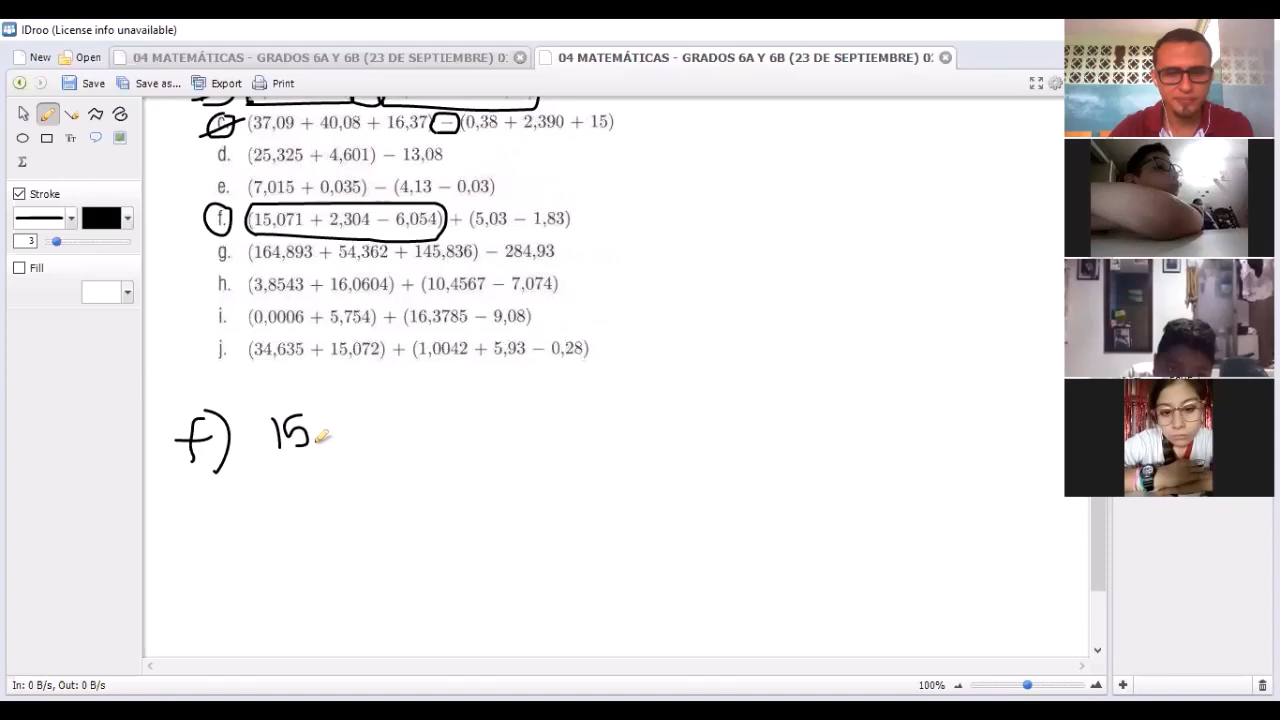 IDroo (License info unavailable)
New Open 04 MATEMÁTICAS - GRADOS 6A Y 6B (23 DE SEPTIEMBRE) 0: 04 MATEMÁTICAS - GRADOS 6A Y 6B (23 DE SEPTIEMBRE) 0:
Save Save as... Export Print
c. (37,09 + 40,08 + 16,37) − (0,38 + 2,390 + 15)
d. (25,325 + 4,601) − 13,08
e. (7,015 + 0,035) − (4,13 − 0,03)
f. (15,071 + 2,304 − 6,054) + (5,03 − 1,83)
g. (164,893 + 54,362 + 145,836) − 284,93
h. (3,8543 + 16,0604) + (10,4567 − 7,074)
i. (0,0006 + 5,754) + (16,3785 − 9,08)
j. (34,635 + 15,072) + (1,0042 + 5,93 − 0,28)
f) 15
Tr
Σ
Stroke
3
Fill
In: 0 B/s, Out: 0 B/s
100%